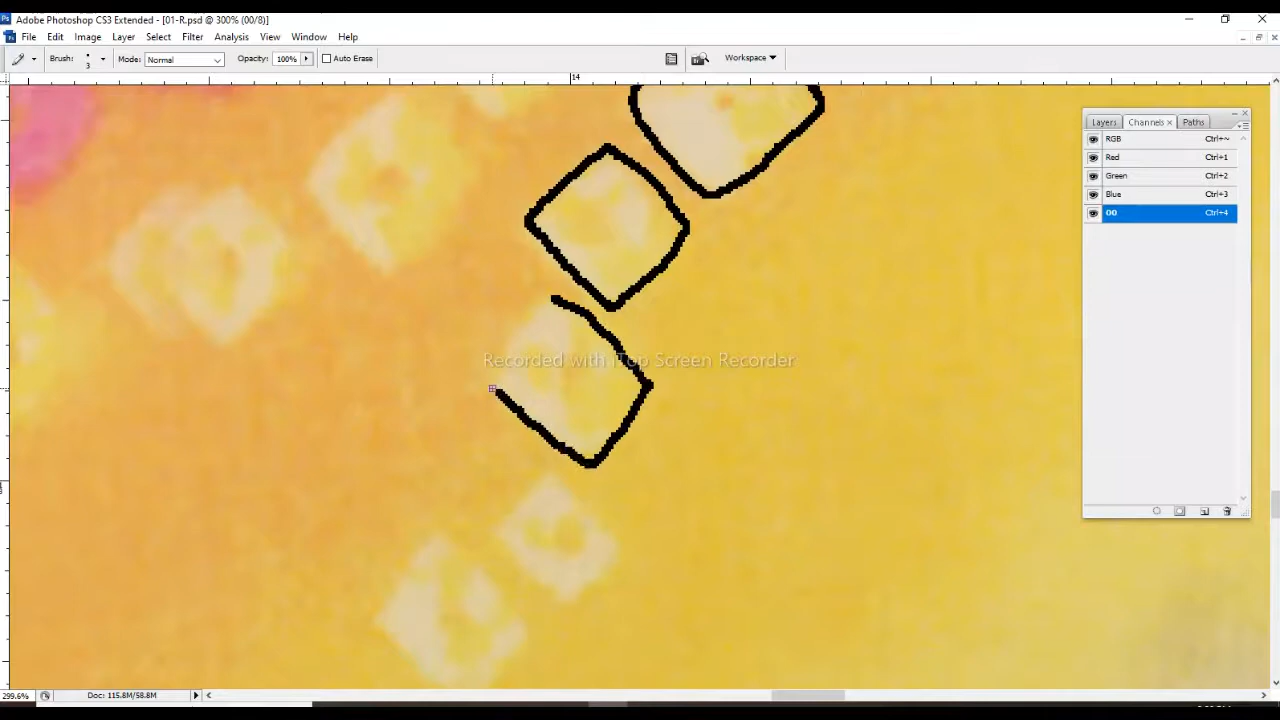 Adobe Photoshop CS3 Extended - [01-R.psd @ 300% (00/8)]
File Edit Image Layer Select Filter Analysis View Window Help
Brush: 3 Mode: Normal Opacity: 100% Auto Erase Workspace
14
Layers Channels Paths
RGB Ctrl+~
Red Ctrl+1
Green Ctrl+2
Blue Ctrl+3
00 Ctrl+4
Recorded with iTop Screen Recorder
299.6% Doc: 115.8M/58.8M